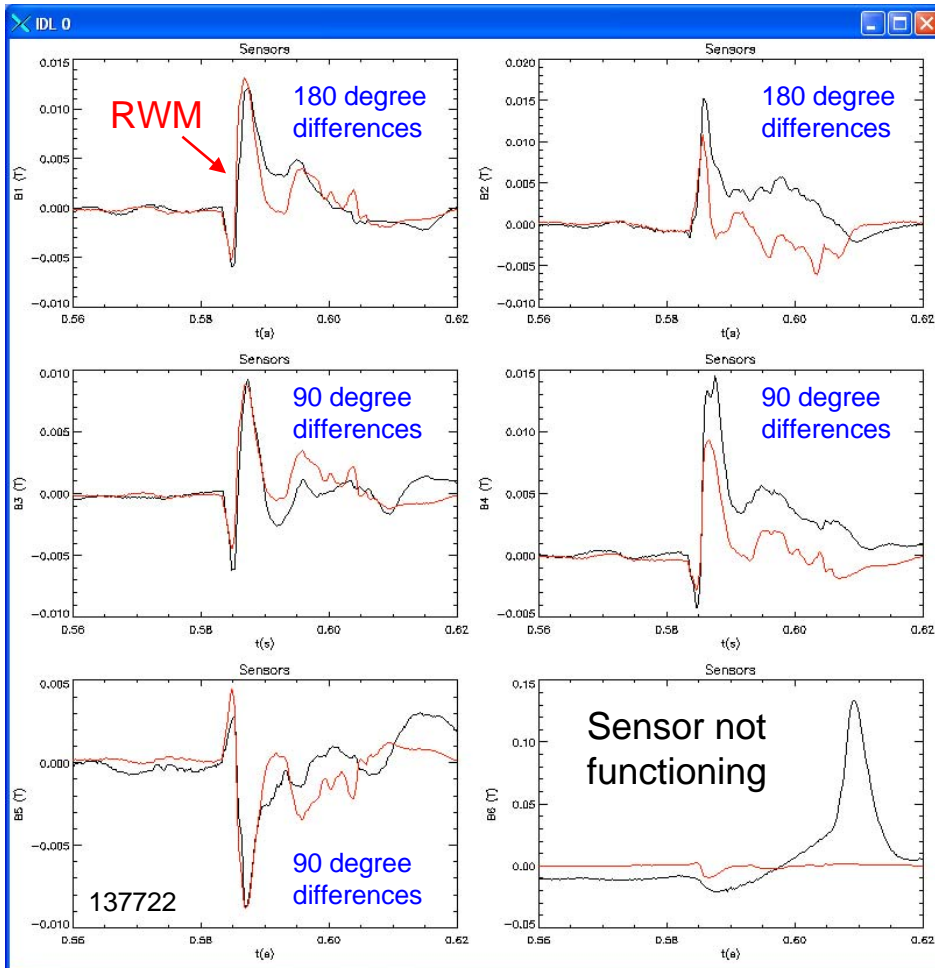 IDL 0
Sensors
0.015
0.010
0.005
0.000
−0.005
−0.010
B1 (T)
RWM
180 degree
differences
0.56
0.58
0.60
0.62
t(s)
Sensors
0.020
0.015
0.010
0.005
0.000
−0.005
−0.010
B2 (T)
180 degree
differences
0.56
0.58
0.60
0.62
t(s)
Sensors
0.010
0.005
0.000
−0.005
−0.010
B3 (T)
90 degree
differences
0.56
0.58
0.60
0.62
t(s)
Sensors
0.015
0.010
0.005
0.000
−0.005
B4 (T)
90 degree
differences
0.56
0.58
0.60
0.62
t(s)
Sensors
0.005
0.000
−0.005
−0.010
B5 (T)
90 degree
differences
137722
0.56
0.58
0.60
0.62
t(s)
Sensors
0.15
0.10
0.05
0.00
−0.05
B6 (T)
Sensor not
functioning
0.56
0.58
0.60
0.62
t(s)